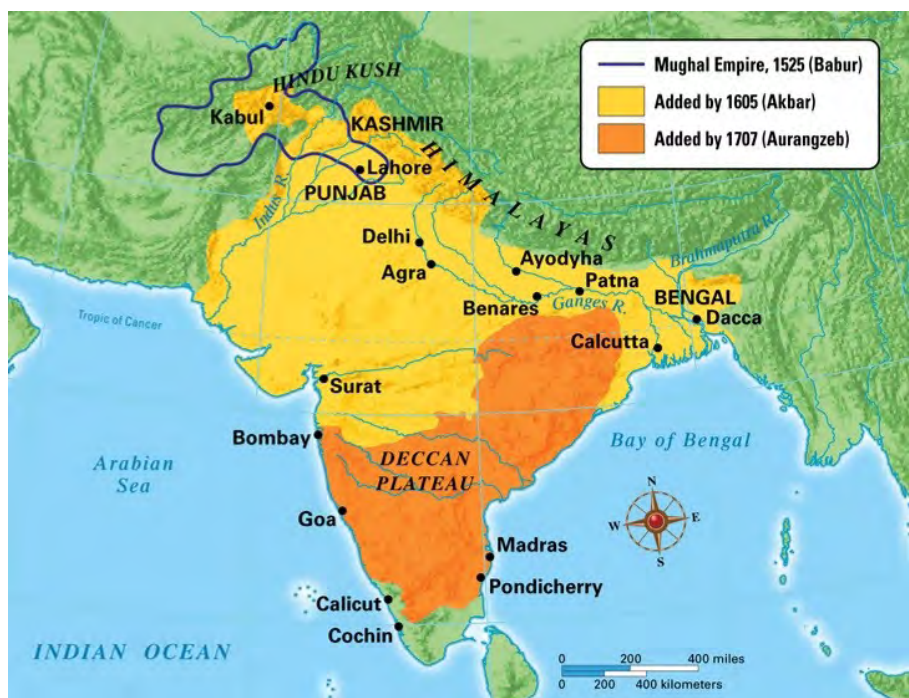 Mughal Empire, 1525 (Babur)
Added by 1605 (Akbar)
Added by 1707 (Aurangzeb)
HINDU KUSH
Kabul
KASHMIR
HIMALAYAS
Lahore
PUNJAB
Indus R.
Delhi
Agra
Ayodyha
Brahmaputra R.
Patna
Benares
Ganges R.
BENGAL
Dacca
Tropic of Cancer
Calcutta
Surat
Bombay
Bay of Bengal
Arabian
Sea
DECCAN
PLATEAU
N
W
E
S
Goa
Madras
Pondicherry
Calicut
Cochin
INDIAN OCEAN
0 200 400 miles
0 200 400 kilometers